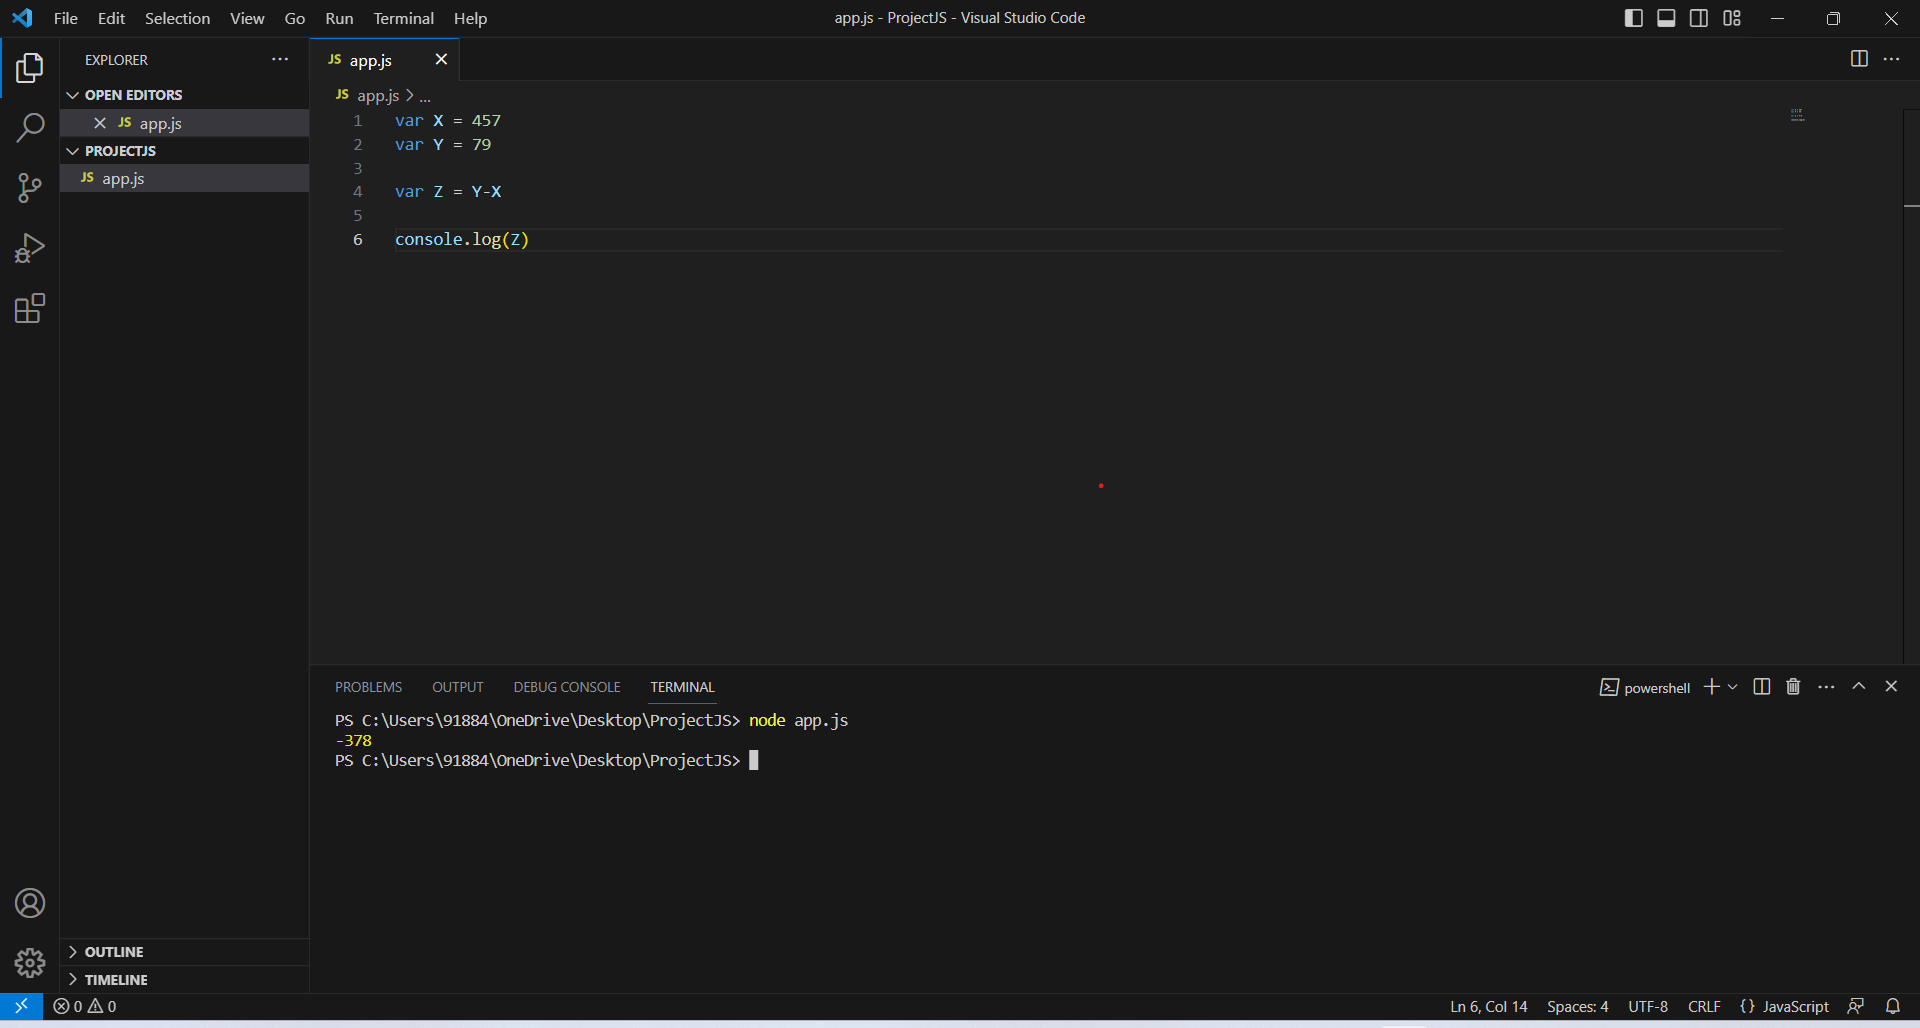 File Edit Selection View Go Run Terminal Help app.js - ProjectJS - Visual Studio Code
EXPLORER
OPEN EDITORS
JS app.js
PROJECTJS
JS app.js
JS app.js
JS app.js > ...
1 var X = 457
2 var Y = 79
3
4 var Z = Y-X
5
6 console.log(Z)
PROBLEMS OUTPUT DEBUG CONSOLE TERMINAL powershell
PS C:\Users\91884\OneDrive\Desktop\ProjectJS> node app.js
-378
PS C:\Users\91884\OneDrive\Desktop\ProjectJS>
OUTLINE
TIMELINE
0 0 Ln 6, Col 14 Spaces: 4 UTF-8 CRLF {} JavaScript